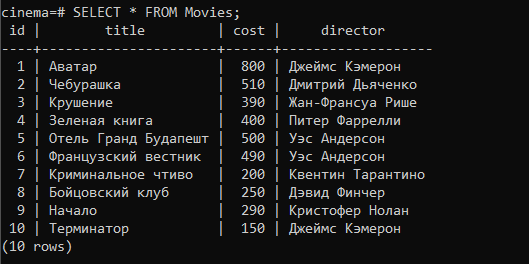 cinema=# SELECT * FROM Movies;
 id |        title         | cost |     director
----+----------------------+------+-------------------
  1 | Аватар               |  800 | Джеймс Кэмерон
  2 | Чебурашка            |  510 | Дмитрий Дьяченко
  3 | Крушение             |  390 | Жан-Франсуа Рише
  4 | Зеленая книга        |  400 | Питер Фаррелли
  5 | Отель Гранд Будапешт |  500 | Уэс Андерсон
  6 | Французский вестник  |  490 | Уэс Андерсон
  7 | Криминальное чтиво   |  200 | Квентин Тарантино
  8 | Бойцовский клуб      |  250 | Дэвид Финчер
  9 | Начало               |  290 | Кристофер Нолан
 10 | Терминатор           |  150 | Джеймс Кэмерон
(10 rows)